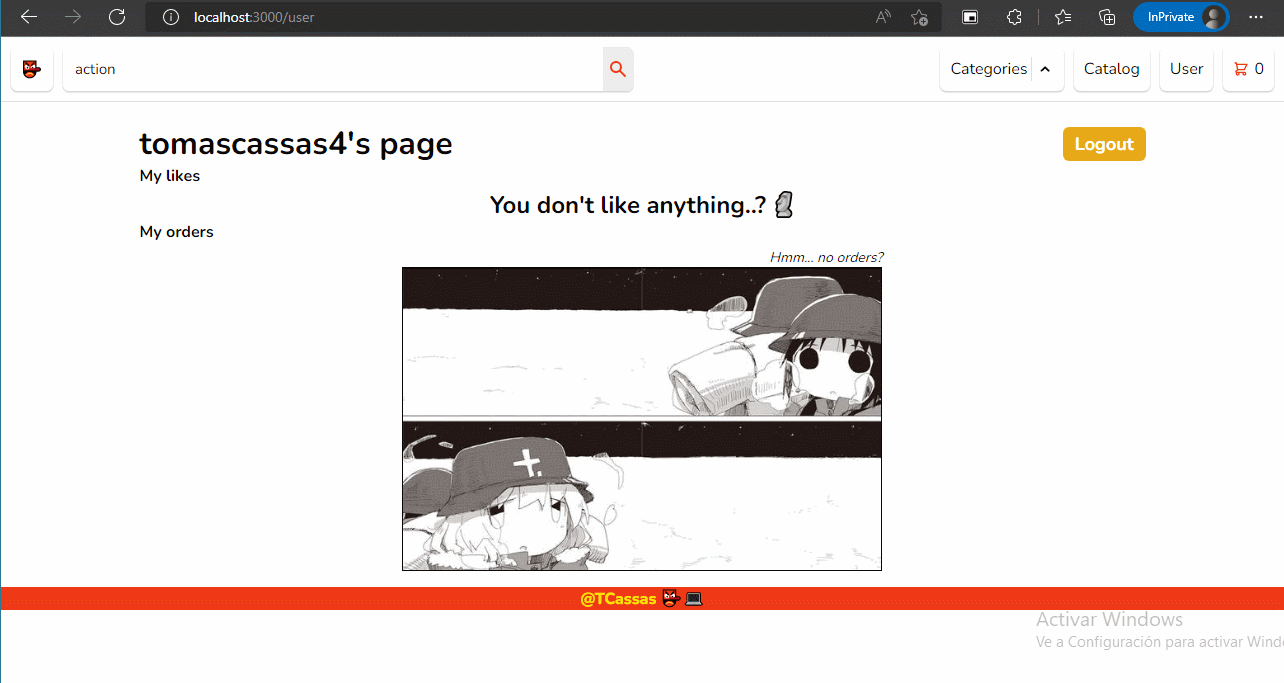 localhost:3000/user
InPrivate
action
Categories
Catalog
User
0
tomascassas4's page
Logout
My likes
You don't like anything..? 🗿
My orders
Hmm... no orders?
@TCassas 👺 💻
Activar Windows
Ve a Configuración para activar Wind